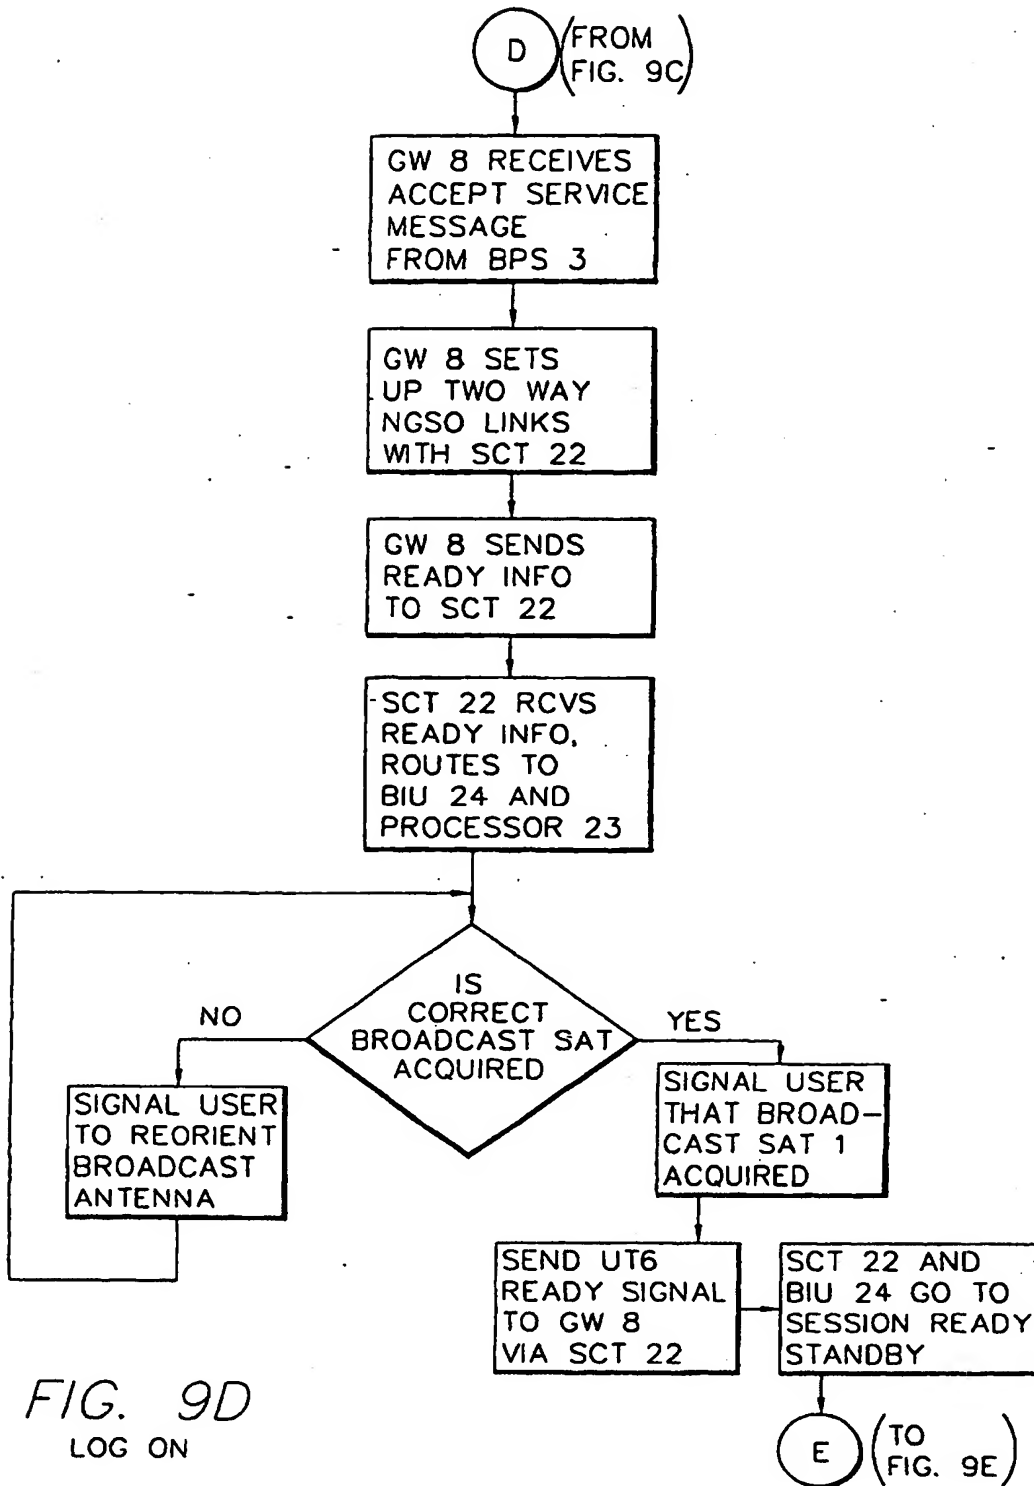 D
(FROM
FIG. 9C)
GW 8 RECEIVES
ACCEPT SERVICE
MESSAGE
FROM BPS 3
GW 8 SETS
UP TWO WAY
NGSO LINKS
WITH SCT 22
GW 8 SENDS
READY INFO
TO SCT 22
SCT 22 RCVS
READY INFO,
ROUTES TO
BIU 24 AND
PROCESSOR 23
IS
CORRECT
BROADCAST SAT
ACQUIRED
NO
YES
SIGNAL USER
TO REORIENT
BROADCAST
ANTENNA
SIGNAL USER
THAT BROAD-
CAST SAT 1
ACQUIRED
SEND UT6
READY SIGNAL
TO GW 8
VIA SCT 22
SCT 22 AND
BIU 24 GO TO
SESSION READY
STANDBY
E
(TO
FIG. 9E)
FIG. 9D
LOG ON